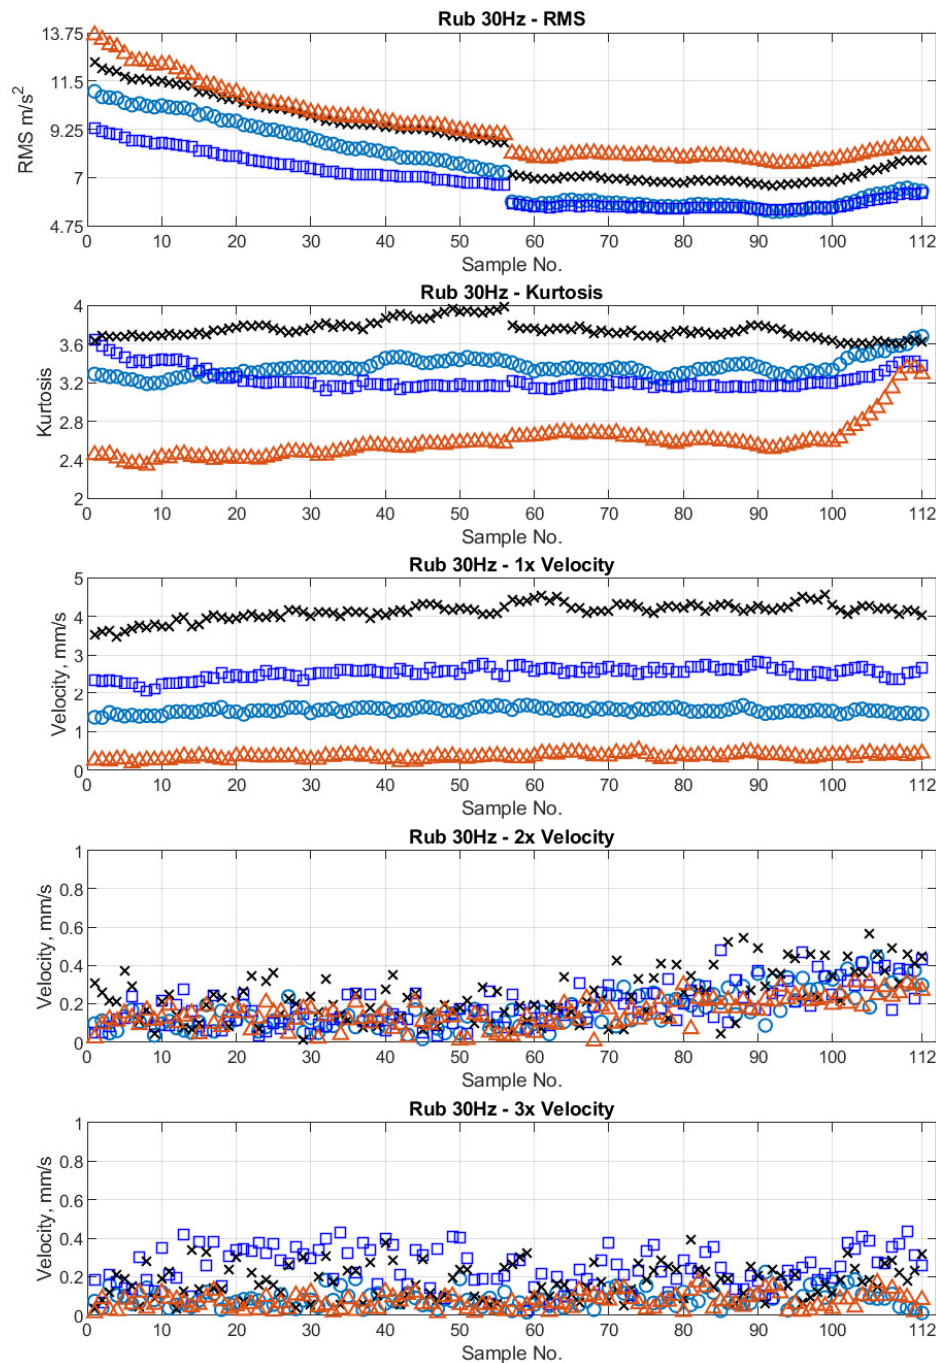 Rub 30Hz - RMS
RMS m/s²
13.75
11.5
9.25
7
4.75
0 10 20 30 40 50 60 70 80 90 100 112
Sample No.
Rub 30Hz - Kurtosis
Kurtosis
4
3.6
3.2
2.8
2.4
2
0 10 20 30 40 50 60 70 80 90 100 112
Sample No.
Rub 30Hz - 1x Velocity
Velocity, mm/s
5
4
3
2
1
0
0 10 20 30 40 50 60 70 80 90 100 112
Sample No.
Rub 30Hz - 2x Velocity
Velocity, mm/s
1
0.8
0.6
0.4
0.2
0
0 10 20 30 40 50 60 70 80 90 100 112
Sample No.
Rub 30Hz - 3x Velocity
Velocity, mm/s
1
0.8
0.6
0.4
0.2
0
0 10 20 30 40 50 60 70 80 90 100 112
Sample No.